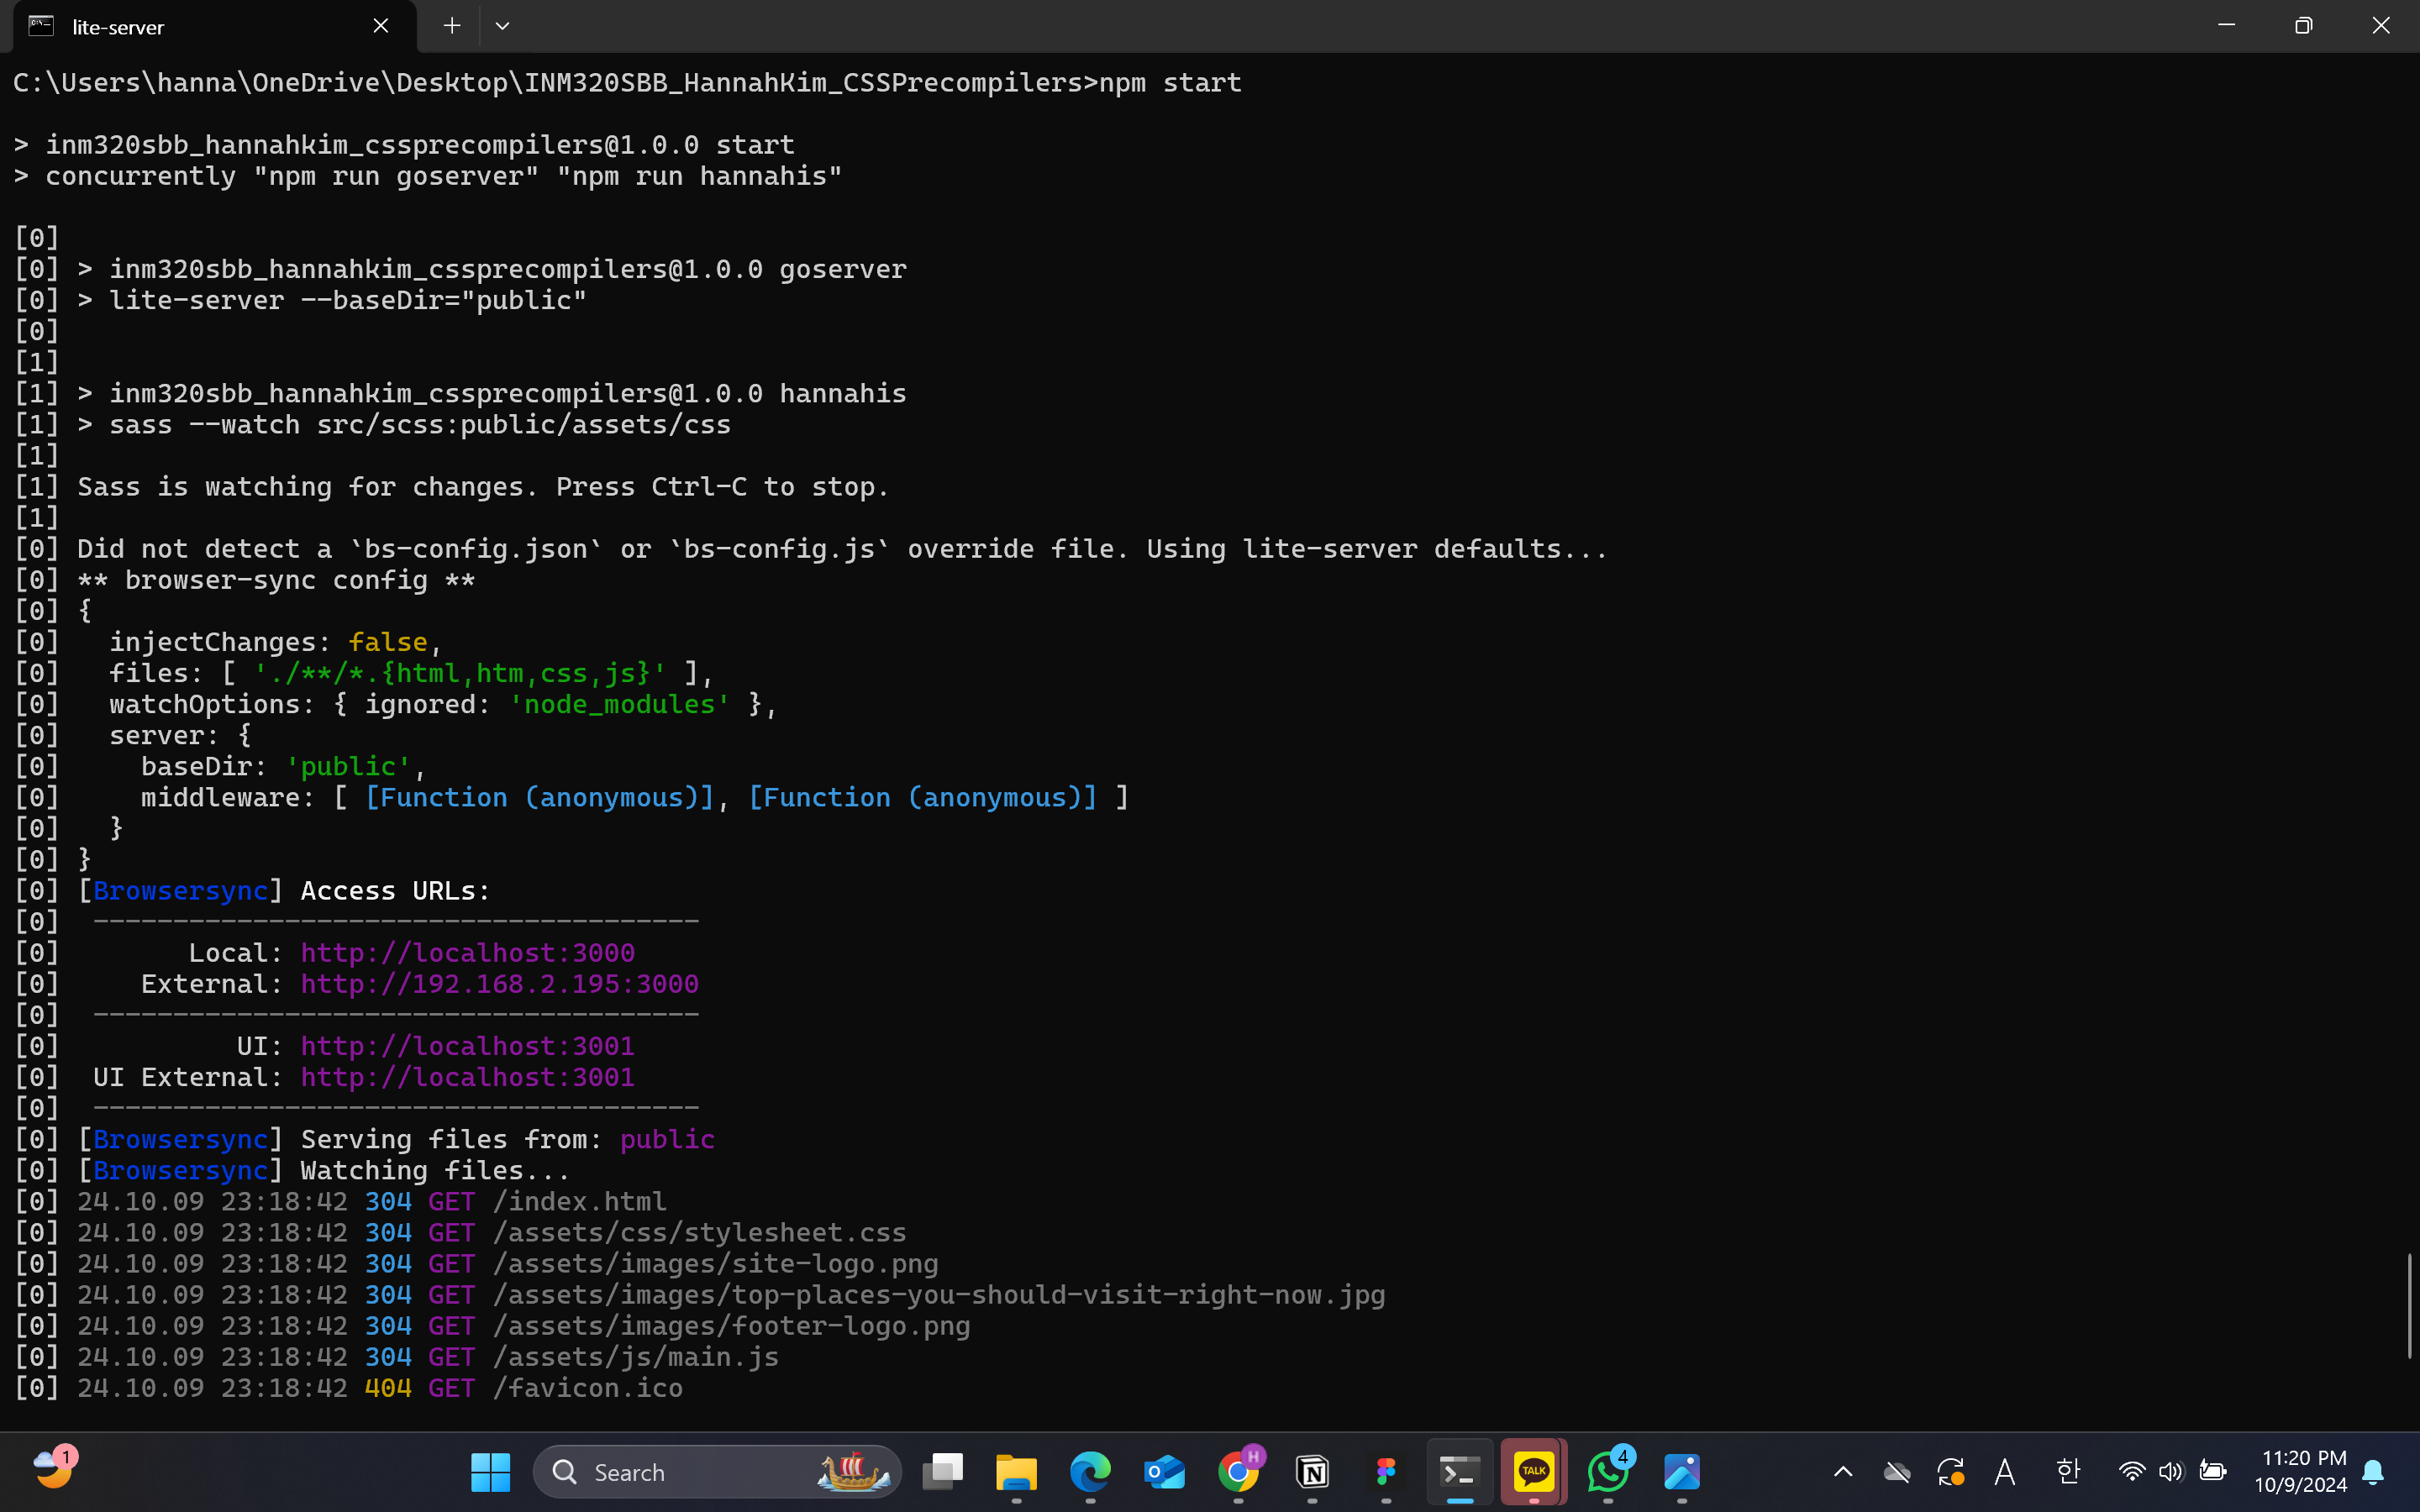 lite-server
C:\Users\hanna\OneDrive\Desktop\INM320SBB_HannahKim_CSSPrecompilers>npm start
> inm320sbb_hannahkim_cssprecompilers@1.0.0 start
> concurrently "npm run goserver" "npm run hannahis"
[0]
[0] > inm320sbb_hannahkim_cssprecompilers@1.0.0 goserver
[0] > lite-server --baseDir="public"
[0]
[1]
[1] > inm320sbb_hannahkim_cssprecompilers@1.0.0 hannahis
[1] > sass --watch src/scss:public/assets/css
[1]
[1] Sass is watching for changes. Press Ctrl-C to stop.
[1]
[0] Did not detect a `bs-config.json` or `bs-config.js` override file. Using lite-server defaults...
[0] ** browser-sync config **
[0] {
[0]   injectChanges: false,
[0]   files: [ './**/*.{html,htm,css,js}' ],
[0]   watchOptions: { ignored: 'node_modules' },
[0]   server: {
[0]     baseDir: 'public',
[0]     middleware: [ [Function (anonymous)], [Function (anonymous)] ]
[0]   }
[0] }
[0] [Browsersync] Access URLs:
[0]  --------------------------------------
[0]        Local: http://localhost:3000
[0]     External: http://192.168.2.195:3000
[0]  --------------------------------------
[0]           UI: http://localhost:3001
[0]  UI External: http://localhost:3001
[0]  --------------------------------------
[0] [Browsersync] Serving files from: public
[0] [Browsersync] Watching files...
[0] 24.10.09 23:18:42 304 GET /index.html
[0] 24.10.09 23:18:42 304 GET /assets/css/stylesheet.css
[0] 24.10.09 23:18:42 304 GET /assets/images/site-logo.png
[0] 24.10.09 23:18:42 304 GET /assets/images/top-places-you-should-visit-right-now.jpg
[0] 24.10.09 23:18:42 304 GET /assets/images/footer-logo.png
[0] 24.10.09 23:18:42 304 GET /assets/js/main.js
[0] 24.10.09 23:18:42 404 GET /favicon.ico
1
Search
H
TALK
4
A
한
11:20 PM
10/9/2024